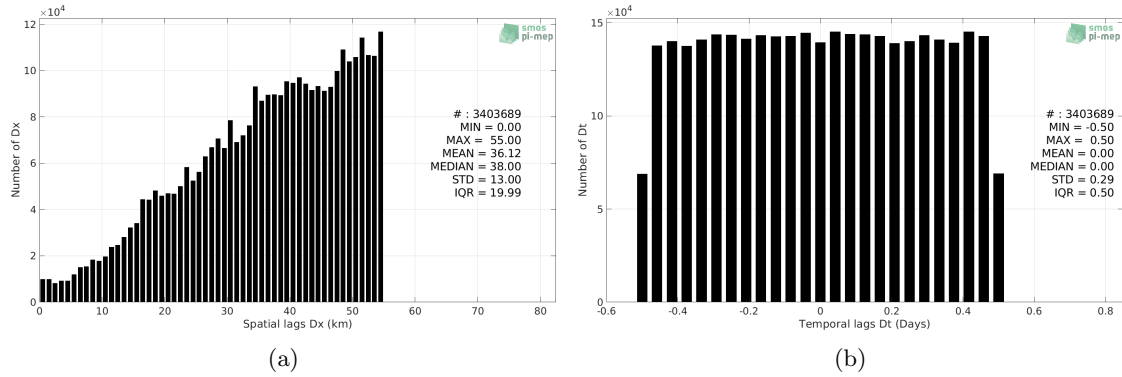 ×10⁴
12
10
8
6
4
2
0
Number of Dx
0 10 20 30 40 50 60 70 80
Spatial lags Dx (km)
smos
pi-mep
# : 3403689
MIN = 0.00
MAX = 55.00
MEAN = 36.12
MEDIAN = 38.00
STD = 13.00
IQR = 19.99
(a)
×10⁴
15
10
5
0
Number of Dt
-0.6 -0.4 -0.2 0 0.2 0.4 0.6 0.8
Temporal lags Dt (Days)
smos
pi-mep
# : 3403689
MIN = -0.50
MAX = 0.50
MEAN = 0.00
MEDIAN = 0.00
STD = 0.29
IQR = 0.50
(b)